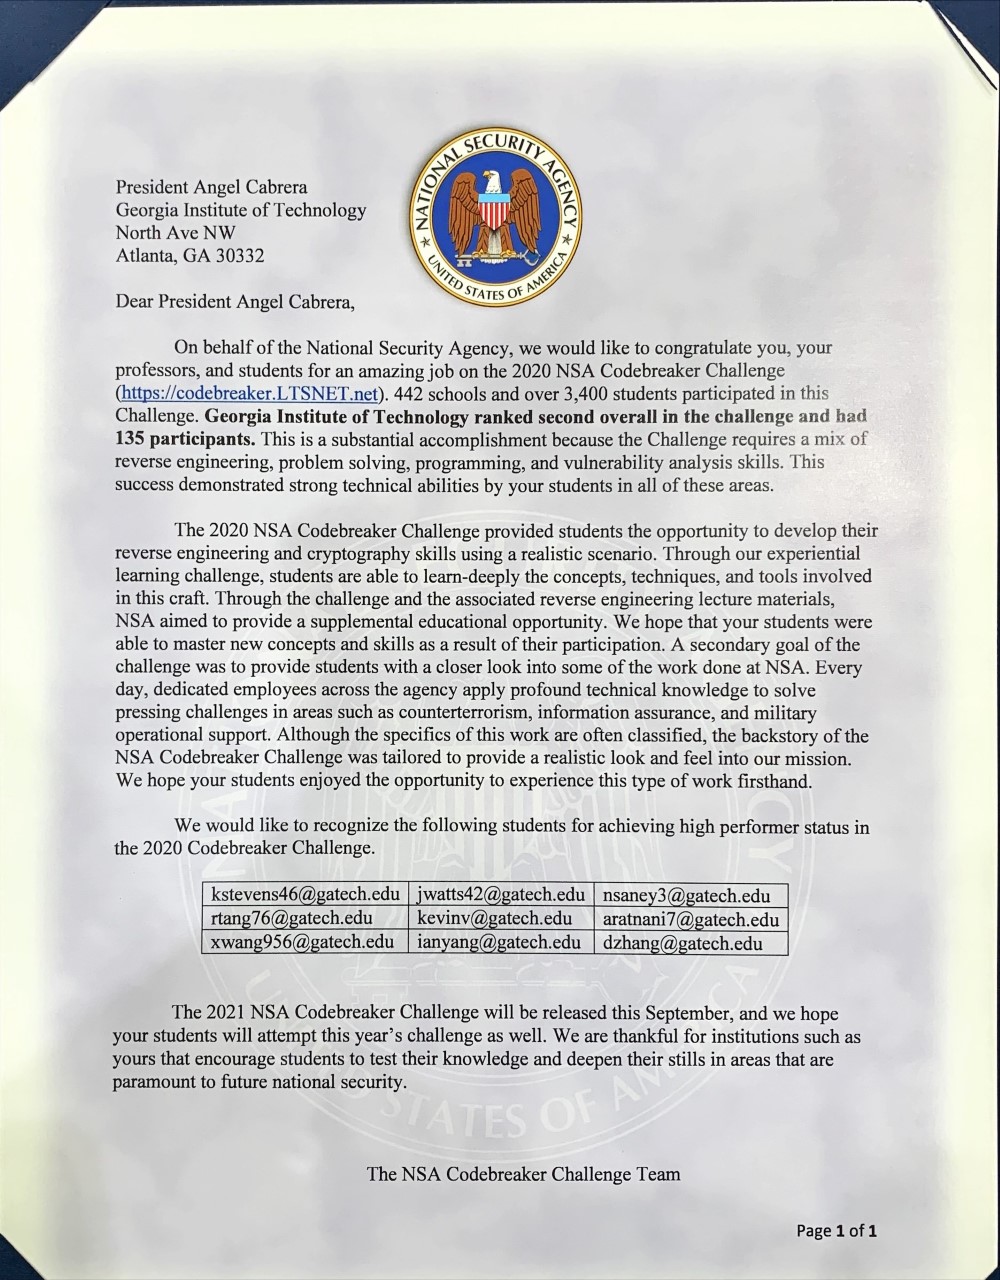 NATIONAL SECURITY AGENCY
UNITED STATES OF AMERICA
President Angel Cabrera
Georgia Institute of Technology
North Ave NW
Atlanta, GA 30332
Dear President Angel Cabrera,
On behalf of the National Security Agency, we would like to congratulate you, your
professors, and students for an amazing job on the 2020 NSA Codebreaker Challenge
(https://codebreaker.LTSNET.net). 442 schools and over 3,400 students participated in this
Challenge. Georgia Institute of Technology ranked second overall in the challenge and had
135 participants. This is a substantial accomplishment because the Challenge requires a mix of
reverse engineering, problem solving, programming, and vulnerability analysis skills. This
success demonstrated strong technical abilities by your students in all of these areas.
The 2020 NSA Codebreaker Challenge provided students the opportunity to develop their
reverse engineering and cryptography skills using a realistic scenario. Through our experiential
learning challenge, students are able to learn-deeply the concepts, techniques, and tools involved
in this craft. Through the challenge and the associated reverse engineering lecture materials,
NSA aimed to provide a supplemental educational opportunity. We hope that your students were
able to master new concepts and skills as a result of their participation. A secondary goal of the
challenge was to provide students with a closer look into some of the work done at NSA. Every
day, dedicated employees across the agency apply profound technical knowledge to solve
pressing challenges in areas such as counterterrorism, information assurance, and military
operational support. Although the specifics of this work are often classified, the backstory of the
NSA Codebreaker Challenge was tailored to provide a realistic look and feel into our mission.
We hope your students enjoyed the opportunity to experience this type of work firsthand.
We would like to recognize the following students for achieving high performer status in
the 2020 Codebreaker Challenge.
kstevens46@gatech.edu jwatts42@gatech.edu nsaney3@gatech.edu
rtang76@gatech.edu kevinv@gatech.edu aratnani7@gatech.edu
xwang956@gatech.edu ianyang@gatech.edu dzhang@gatech.edu
The 2021 NSA Codebreaker Challenge will be released this September, and we hope
your students will attempt this year's challenge as well. We are thankful for institutions such as
yours that encourage students to test their knowledge and deepen their stills in areas that are
paramount to future national security.
The NSA Codebreaker Challenge Team
Page 1 of 1